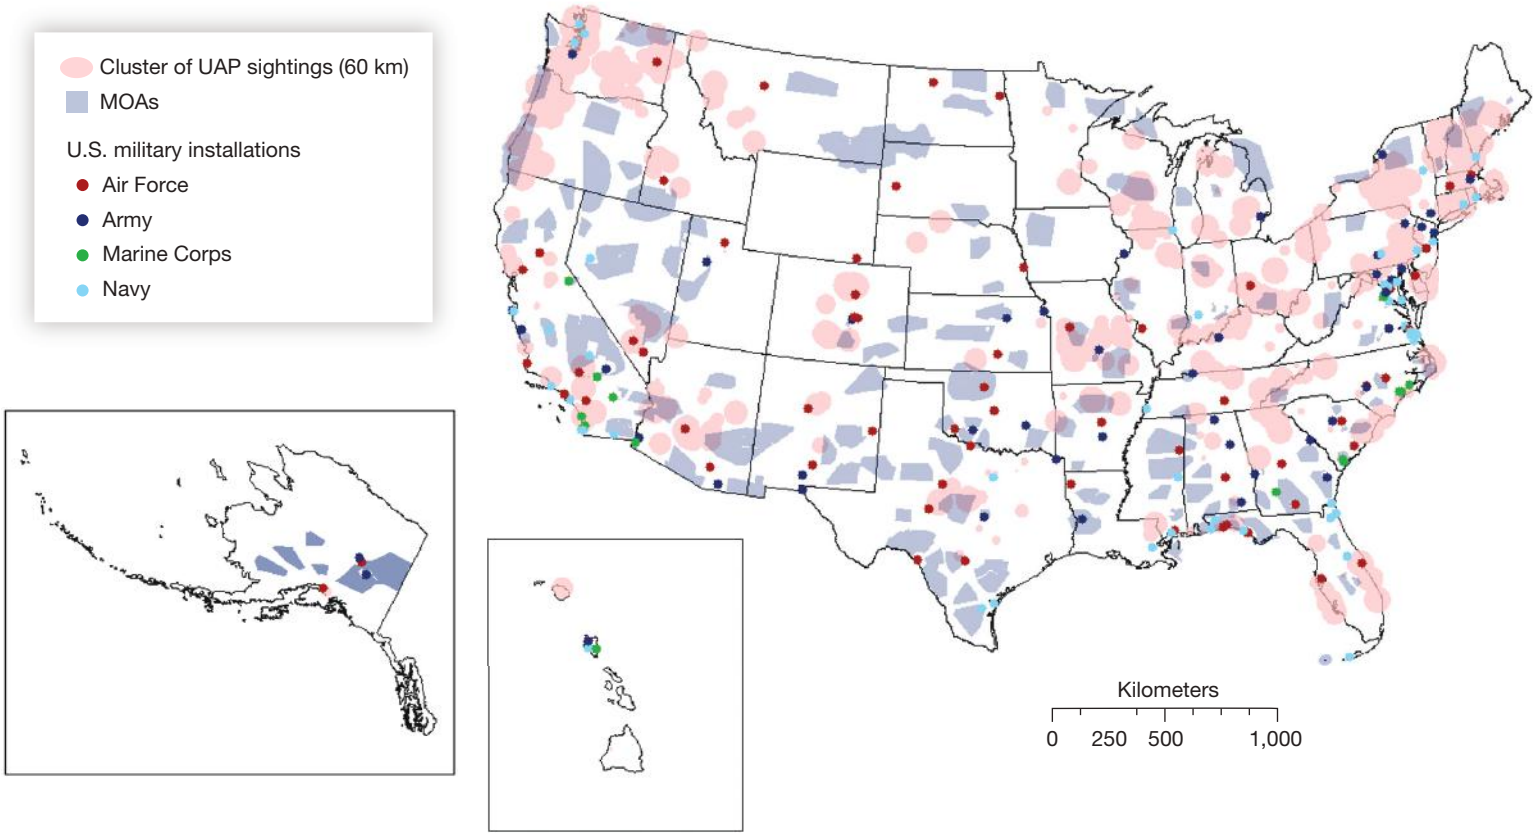 Cluster of UAP sightings (60 km)
MOAs
U.S. military installations
Air Force
Army
Marine Corps
Navy
Kilometers
0 250 500 1,000